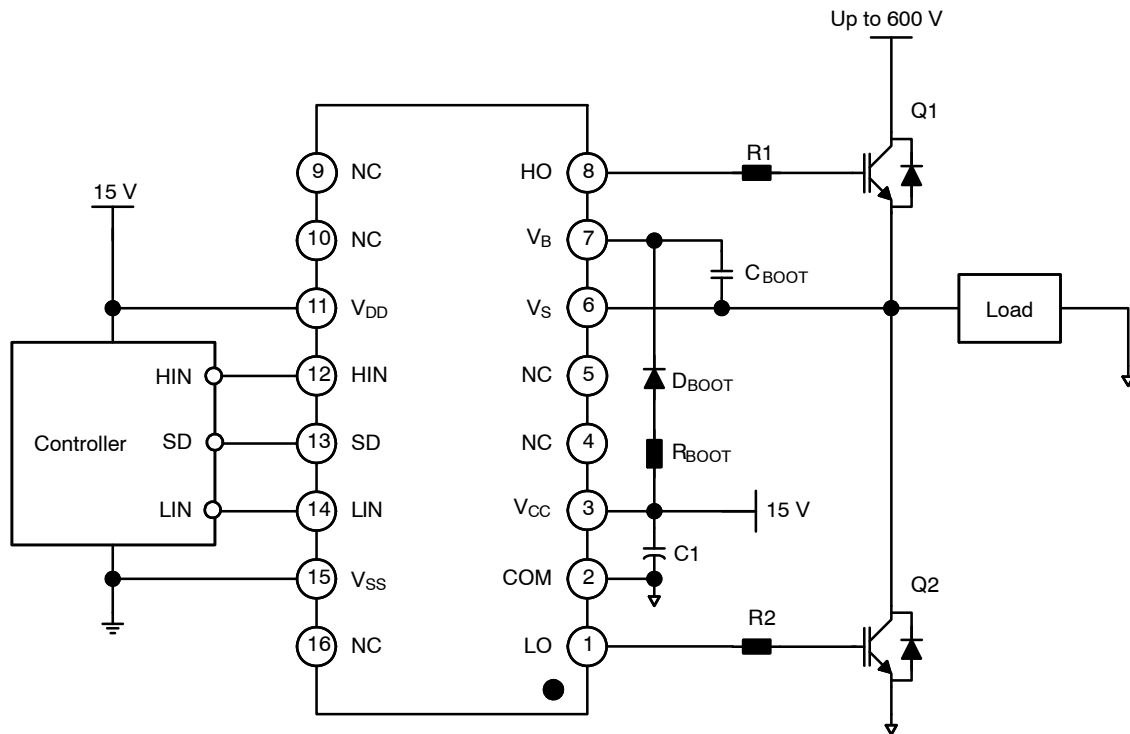 Up to 600 V
Q1
R1
9 NC HO 8
15 V
10 NC VB 7
CBOOT
11 VDD VS 6
Load
HIN 12 HIN NC 5
DBOOT
Controller SD 13 SD NC 4
RBOOT
LIN 14 LIN VCC 3
15 V
C1
15 VSS COM 2
Q2
R2
16 NC LO 1